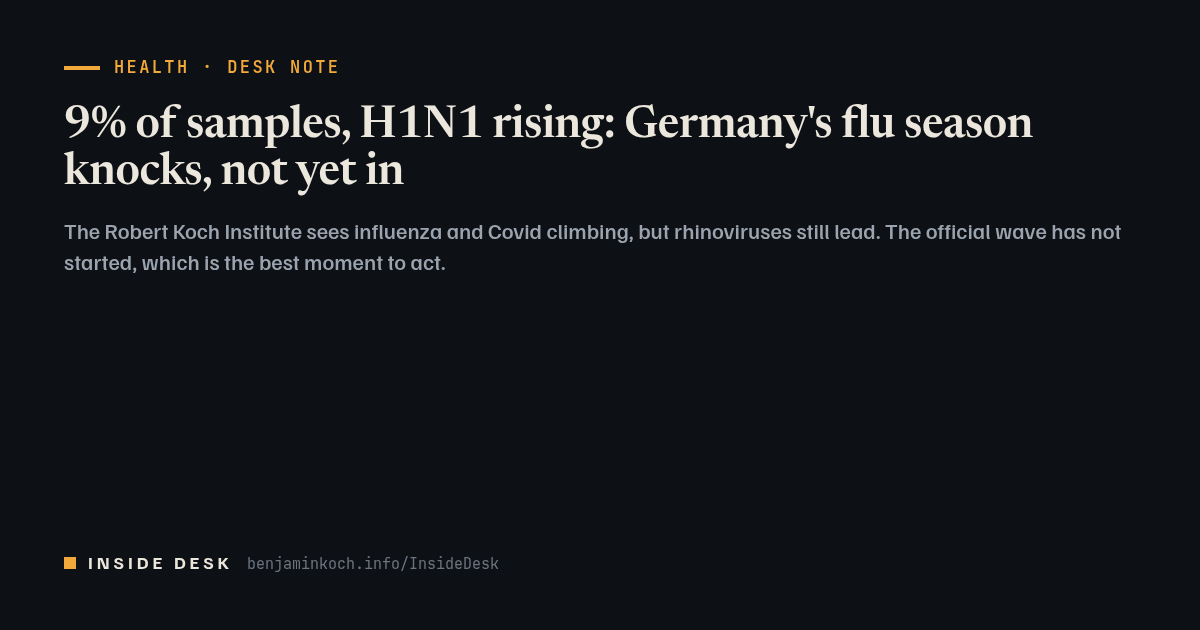 HEALTH · DESK NOTE
9% of samples, H1N1 rising: Germany's flu season
knocks, not yet in
The Robert Koch Institute sees influenza and Covid climbing, but rhinoviruses still lead. The official wave has not
started, which is the best moment to act.
INSIDE DESK benjaminkoch.info/InsideDesk